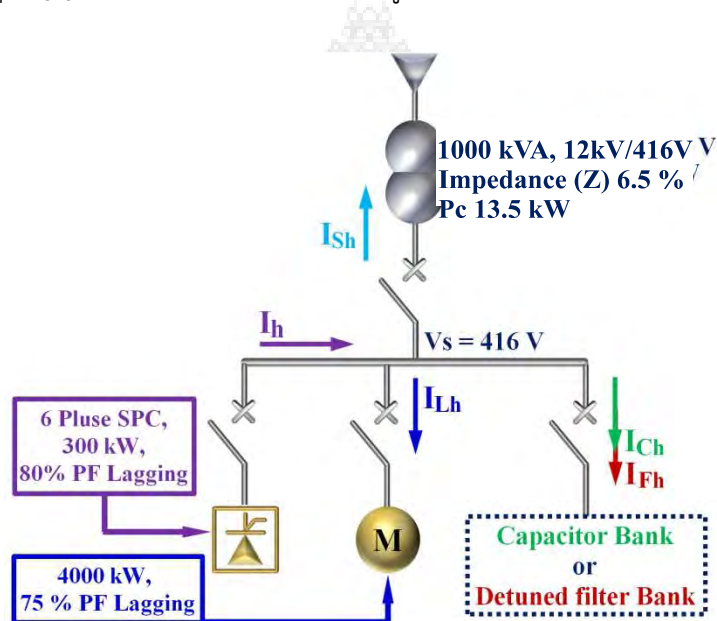 1000 kVA, 12kV/416V V
Impedance (Z) 6.5 %
Pc 13.5 kW
ISh
Ih
Vs = 416 V
ILh
ICh
IFh
6 Pluse SPC,
300 kW,
80% PF Lagging
M
4000 kW,
75 % PF Lagging
Capacitor Bank
or
Detuned filter Bank